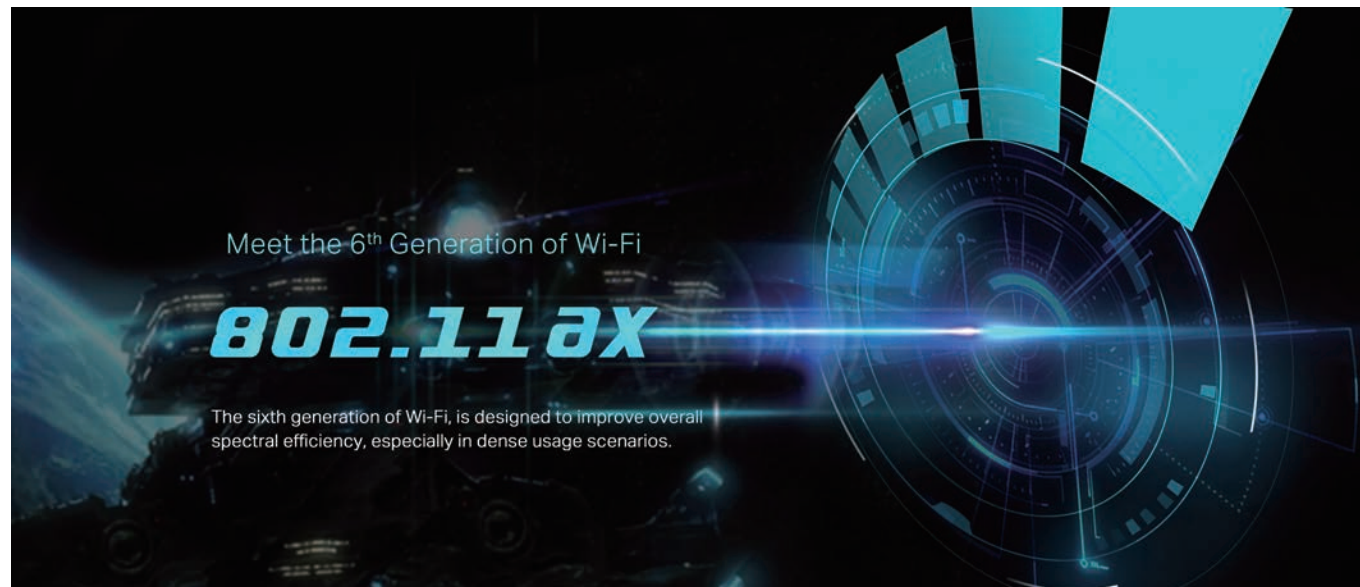 Meet the 6th Generation of Wi-Fi
802.11ax
The sixth generation of Wi-Fi, is designed to improve overall
spectral efficiency, especially in dense usage scenarios.